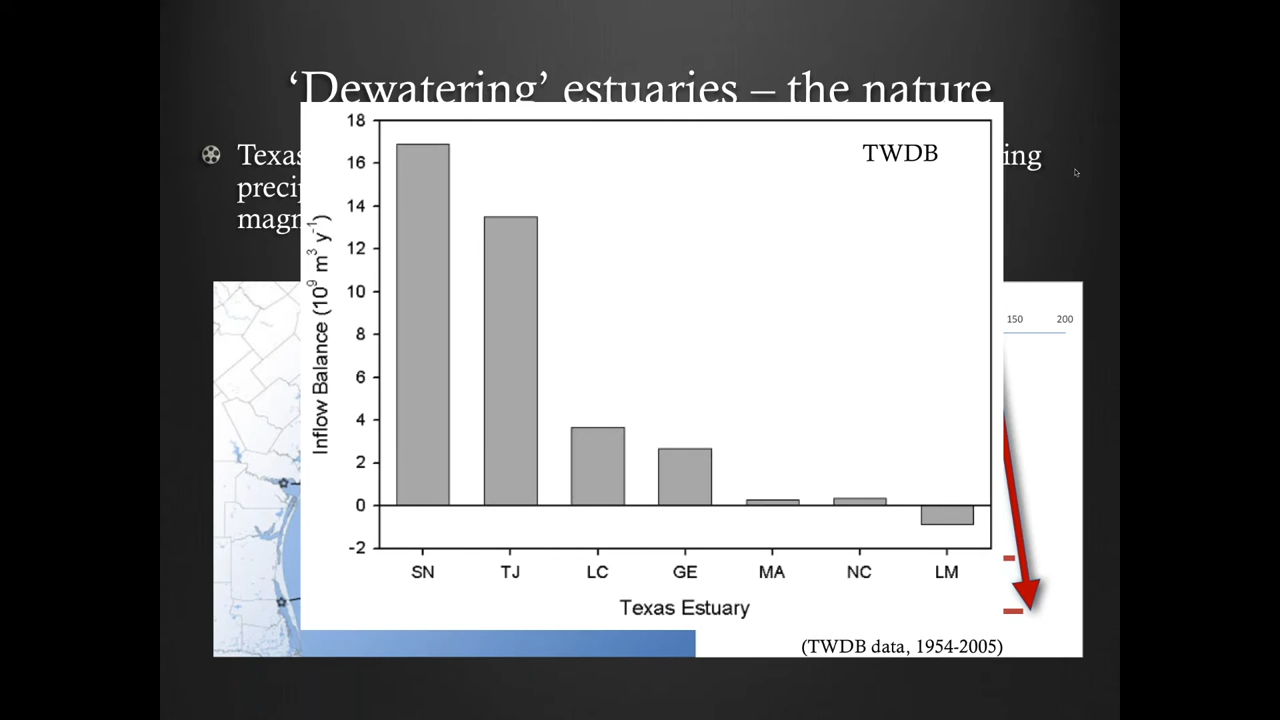 ‘Dewatering’ estuaries – the nature
Texas
ing
preci
magn
18
16
14
12
10
8
6
4
2
0
-2
Inflow Balance (10⁹ m³ y⁻¹)
TWDB
150 200
SN TJ LC GE MA NC LM
Texas Estuary
(TWDB data, 1954-2005)